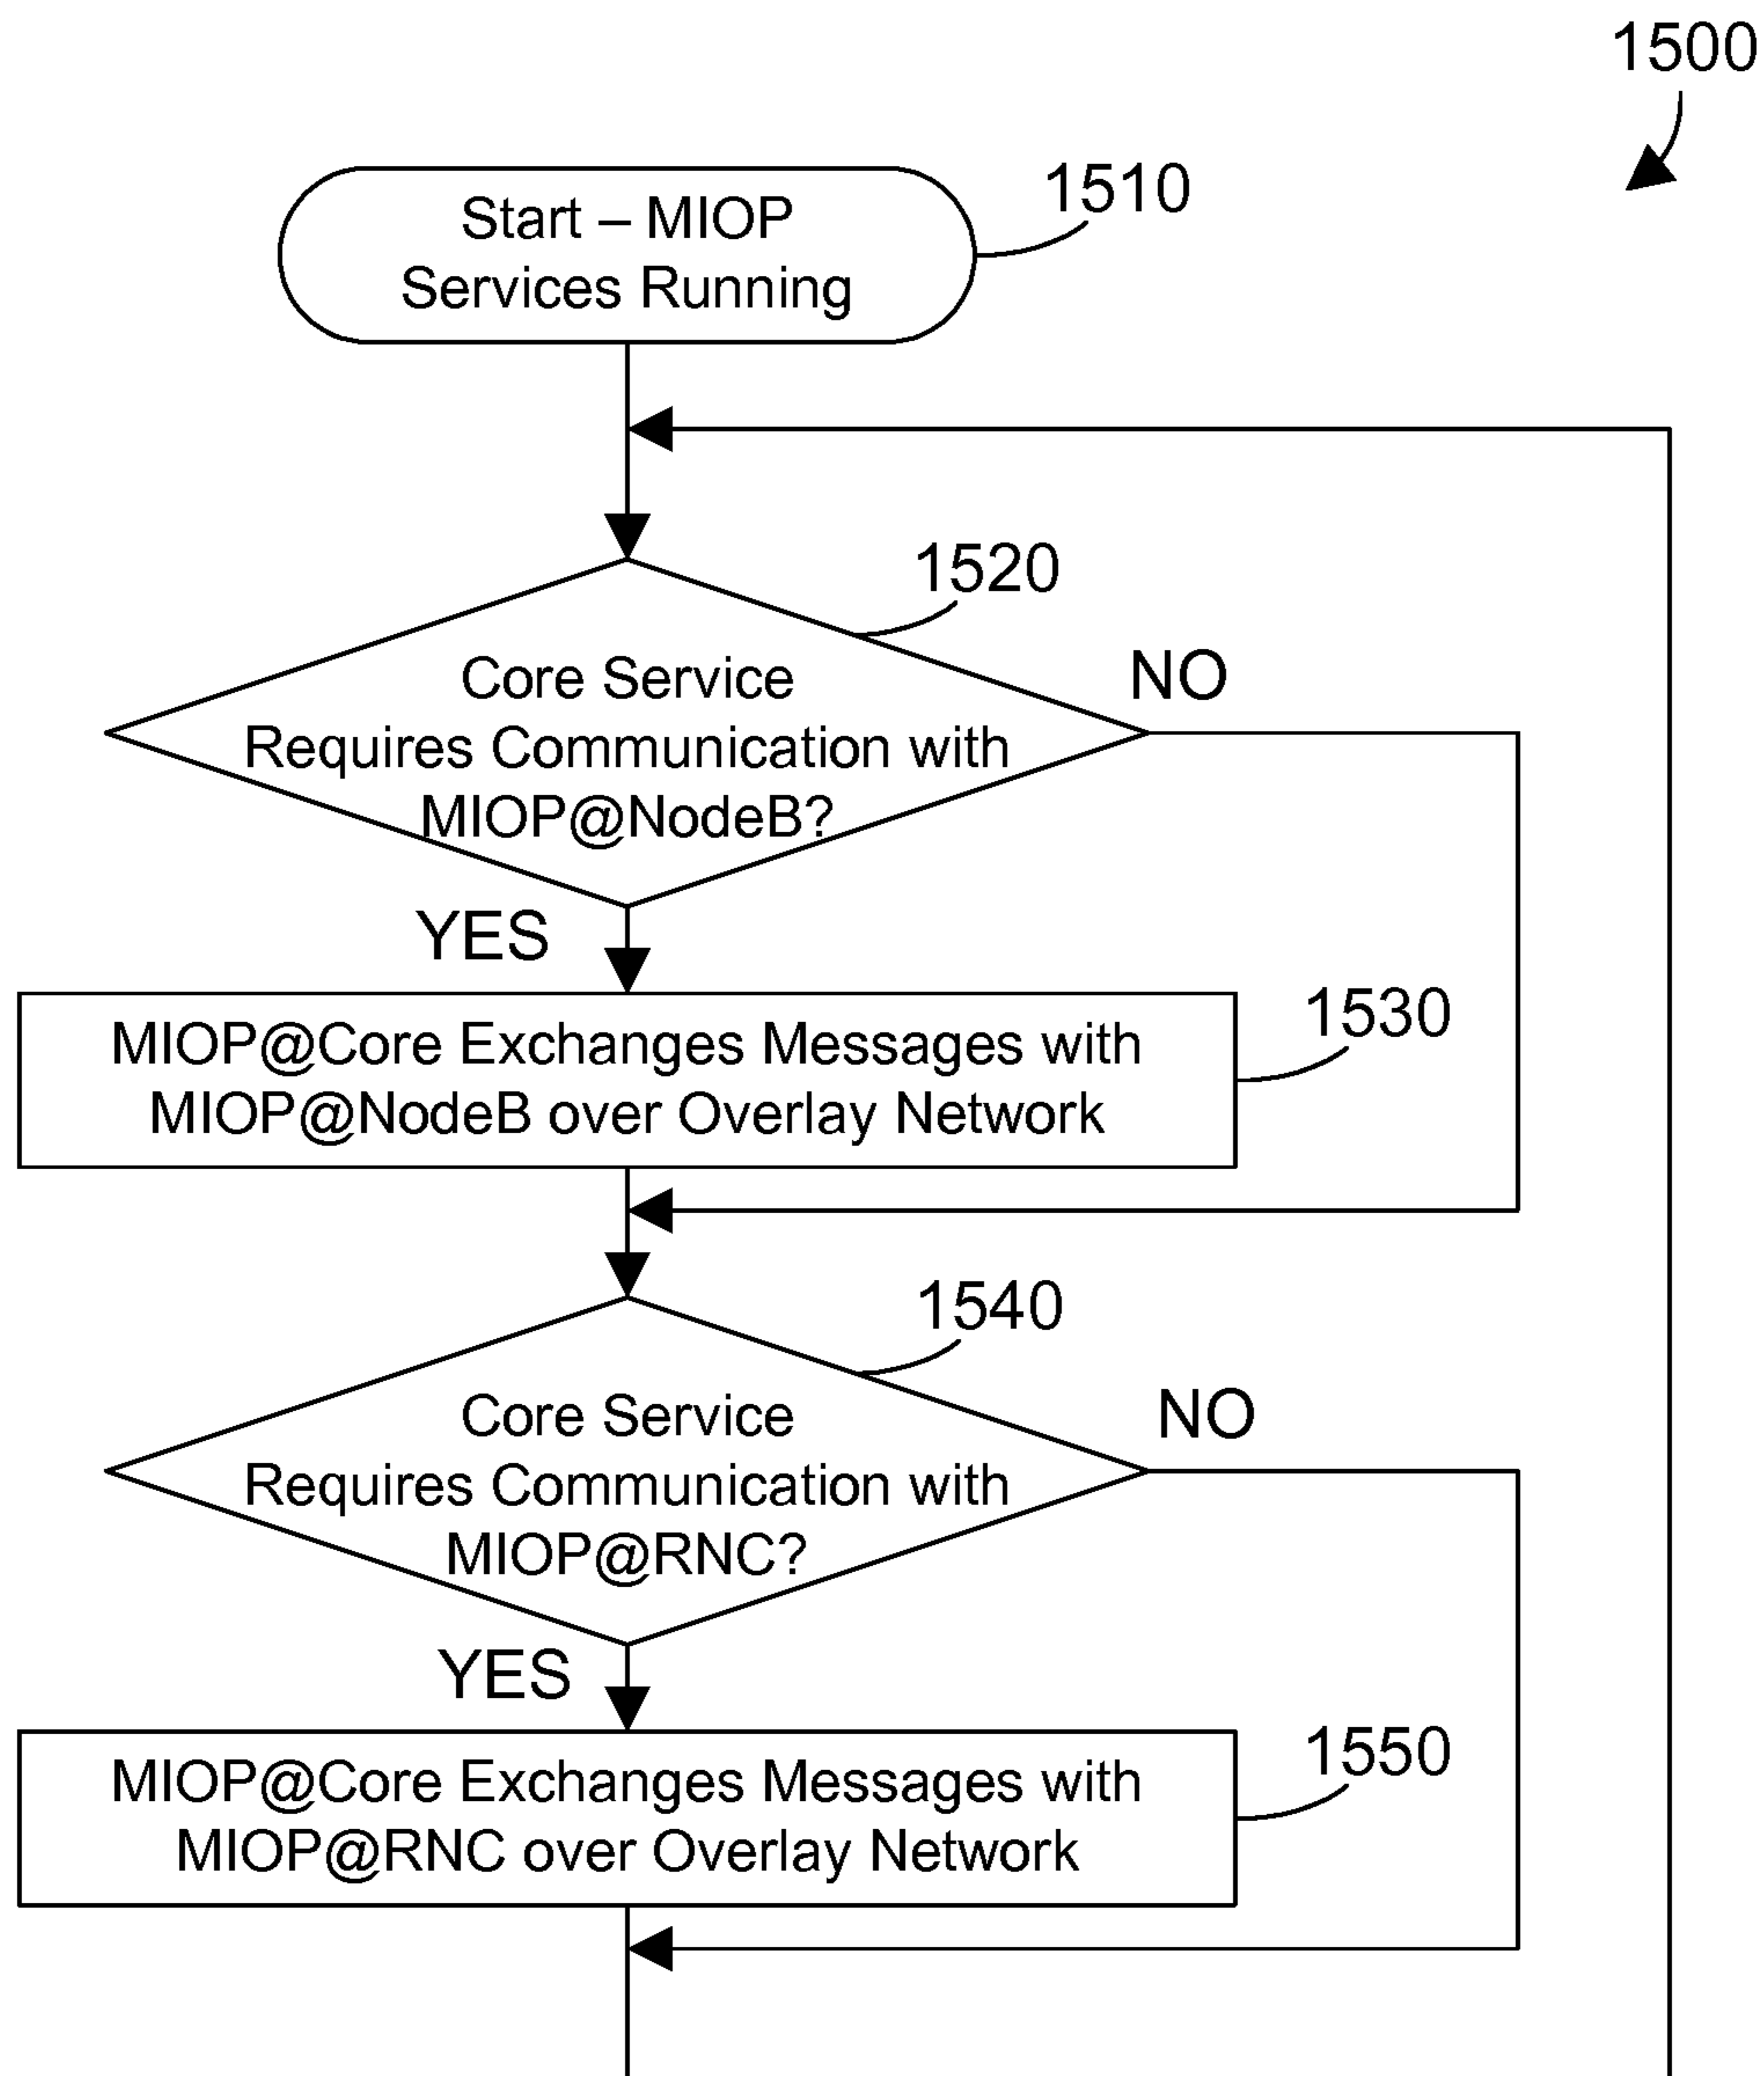 1500
Start – MIOP
Services Running
1510
1520
Core Service
Requires Communication with
MIOP@NodeB?
NO
YES
MIOP@Core Exchanges Messages with
MIOP@NodeB over Overlay Network
1530
1540
Core Service
Requires Communication with
MIOP@RNC?
NO
YES
MIOP@Core Exchanges Messages with
MIOP@RNC over Overlay Network
1550